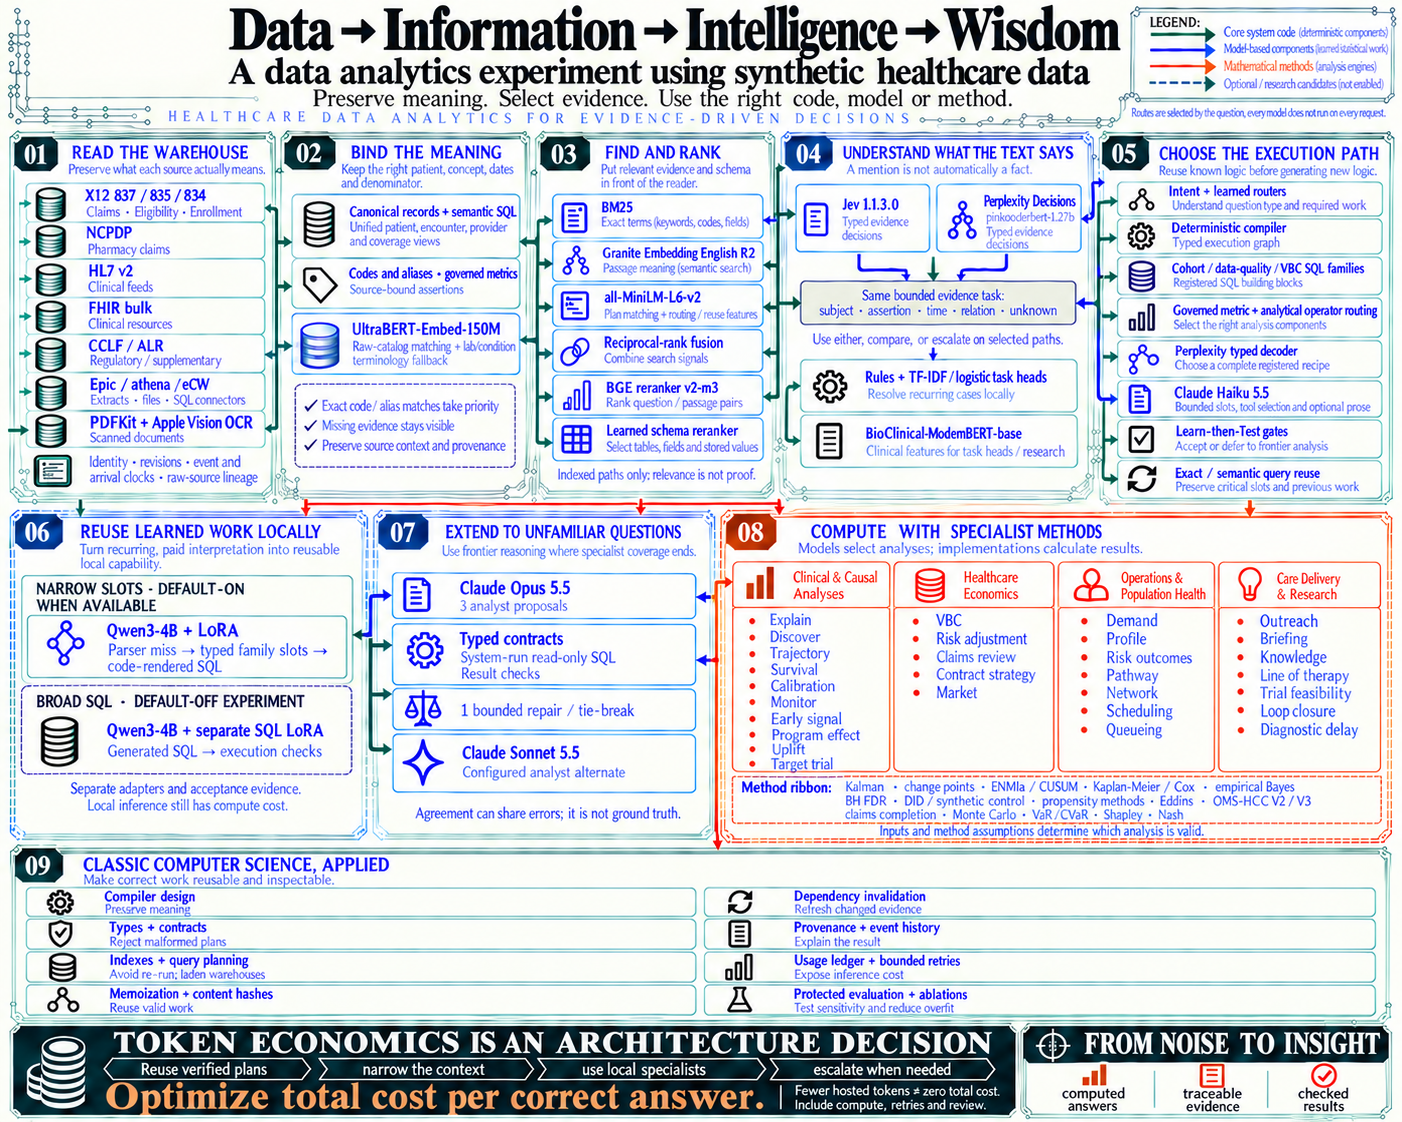 Data → Information → Intelligence → Wisdom
A data analytics experiment using synthetic healthcare data
Preserve meaning. Select evidence. Use the right code, model or method.
HEALTHCARE DATA ANALYTICS FOR EVIDENCE-DRIVEN DECISIONS
LEGEND:
Core system code (deterministic components)
Model-based components (learned statistical work)
Mathematical methods (analysis engines)
Optional / research candidates (not enabled)
Routes are selected by the question, every model does not run on every request.
01 READ THE WAREHOUSE
Preserve what each source actually means.
X12 837 / 835 / 834
Claims • Eligibility • Enrollment
NCPDP
Pharmacy claims
HL7 v2
Clinical feeds
FHIR bulk
Clinical resources
CCLF / ALR
Regulatory / supplementary
Epic / athena / eCW
Extracts • files • SQL connectors
PDFKit + Apple Vision OCR
Scanned documents
Identity • revisions • event and
arrival clocks • raw-source lineage
02 BIND THE MEANING
Keep the right patient, concept, dates
and denominator.
Canonical records + semantic SQL
Unified patient, encounter, provider
and coverage views
Codes and aliases • governed metrics
Source-bound assertions
UltraBERT-Embed-150M
Raw-catalog matching + lab/condition
terminology fallback
✓ Exact code / alias matches take priority
✓ Missing evidence stays visible
✓ Preserve source context and provenance
03 FIND AND RANK
Put relevant evidence and schema
in front of the reader.
BM25
Exact terms (keywords, codes, fields)
Granite Embedding English R2
Passage meaning (semantic search)
all-MiniLM-L6-v2
Plan matching + routing / reuse features
Reciprocal-rank fusion
Combine search signals
BGE reranker v2-m3
Rank question / passage pairs
Learned schema reranker
Select tables, fields and stored values
Indexed paths only; relevance is not proof.
04 UNDERSTAND WHAT THE TEXT SAYS
A mention is not automatically a fact.
Jev 1.1.3.0
Typed evidence
decisions
Perplexity Decisions
pinkooderbert-1.27b
Typed evidence
decisions
Same bounded evidence task:
subject • assertion • time • relation • unknown
Use either, compare, or escalate on selected paths.
Rules + TF-IDF / logistic task heads
Resolve recurring cases locally
BioClinical-ModemBERT-base
Clinical features for task heads / research
05 CHOOSE THE EXECUTION PATH
Reuse known logic before generating new logic.
Intent + learned routers
Understand question type and required work
Deterministic compiler
Typed execution graph
Cohort / data-quality / VBC SQL families
Registered SQL building blocks
Governed metric + analytical operator routing
Select the right analysis components
Perplexity typed decoder
Choose a complete registered recipe
Claude Haiku 5.5
Bounded slots, tool selection and optional prose
Learn-then-Test gates
Accept or defer to frontier analysis
Exact / semantic query reuse
Preserve critical slots and previous work
06 REUSE LEARNED WORK LOCALLY
Turn recurring, paid interpretation into reusable
local capability.
NARROW SLOTS - DEFAULT-ON
WHEN AVAILABLE
Qwen3-4B + LoRA
Parser miss → typed family slots →
code-rendered SQL
BROAD SQL • DEFAULT-OFF EXPERIMENT
Qwen3-4B + separate SQL LoRA
Generated SQL → execution checks
Separate adapters and acceptance evidence.
Local inference still has compute cost.
07 EXTEND TO UNFAMILIAR QUESTIONS
Use frontier reasoning where specialist coverage ends.
Claude Opus 5.5
3 analyst proposals
Typed contracts
System-run read-only SQL
Result checks
1 bounded repair / tie-break
Claude Sonnet 5.5
Configured analyst alternate
Agreement can share errors; it is not ground truth.
08 COMPUTE WITH SPECIALIST METHODS
Models select analyses; implementations calculate results.
Clinical & Causal
Analyses
• Explain
• Discover
• Trajectory
• Survival
• Calibration
• Monitor
• Early signal
• Program effect
• Uplift
• Target trial
Healthcare
Economics
• VBC
• Risk adjustment
• Claims review
• Contract strategy
• Market
Operations &
Population Health
• Demand
• Profile
• Risk outcomes
• Pathway
• Network
• Scheduling
• Queueing
Care Delivery
& Research
• Outreach
• Briefing
• Knowledge
• Line of therapy
• Trial feasibility
• Loop closure
• Diagnostic delay
Method ribbon: Kalman • change points • ENMIa / CUSUM • Kaplan-Meier / Cox • empirical Bayes
BH FDR • DID / synthetic control • propensity methods • Eddins • OMS-HCC V2 / V3
claims completion • Monte Carlo • VaR / CVaR • Shapley • Nash
Inputs and method assumptions determine which analysis is valid.
09 CLASSIC COMPUTER SCIENCE, APPLIED
Make correct work reusable and inspectable.
Compiler design
Preserve meaning
Types + contracts
Reject malformed plans
Indexes + query planning
Avoid re-run; laden warehouses
Memoization + content hashes
Reuse valid work
Dependency invalidation
Refresh changed evidence
Provenance + event history
Explain the result
Usage ledger + bounded retries
Expose inference cost
Protected evaluation + ablations
Test sensitivity and reduce overfit
TOKEN ECONOMICS IS AN ARCHITECTURE DECISION
Reuse verified plans
narrow the context
use local specialists
escalate when needed
Optimize total cost per correct answer.
Fewer hosted tokens ≠ zero total cost.
Include compute, retries and review.
FROM NOISE TO INSIGHT
computed
answers
traceable
evidence
checked
results